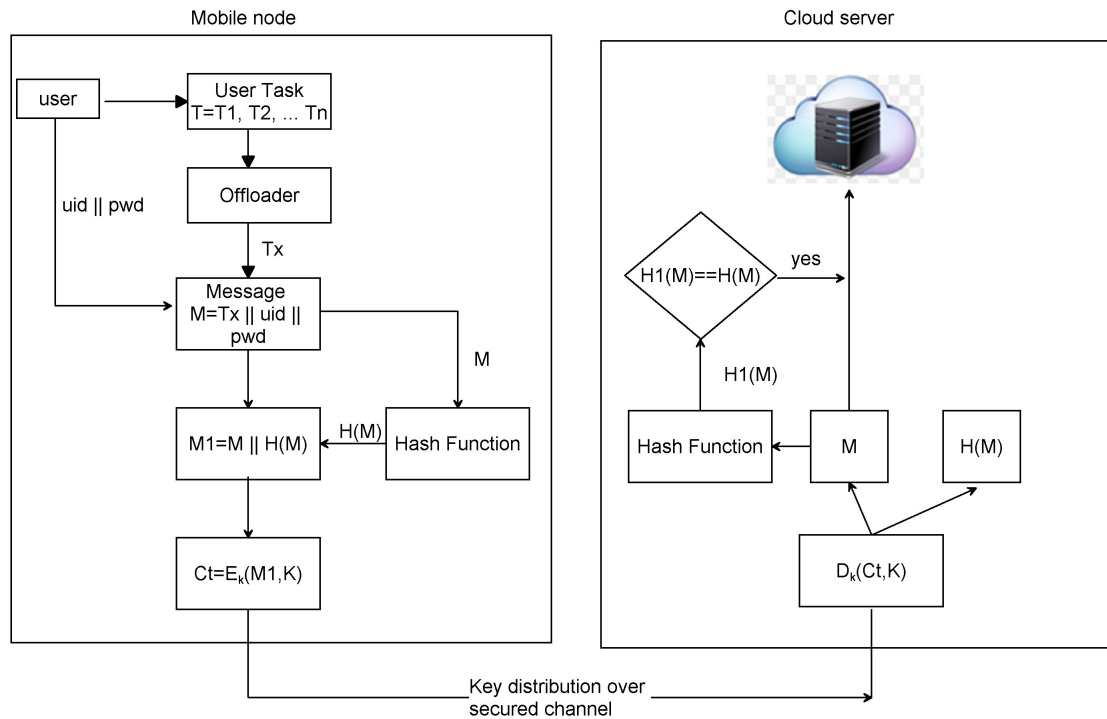 Mobile node
user
User Task
T=T1, T2, ... Tn
uid || pwd
Offloader
Tx
Message
M=Tx || uid ||
pwd
M
M1=M || H(M)
H(M)
Hash Function
Ct=Eₖ(M1,K)
Key distribution over
secured channel
Cloud server
H1(M)==H(M)
yes
H1(M)
Hash Function
M
H(M)
Dₖ(Ct,K)